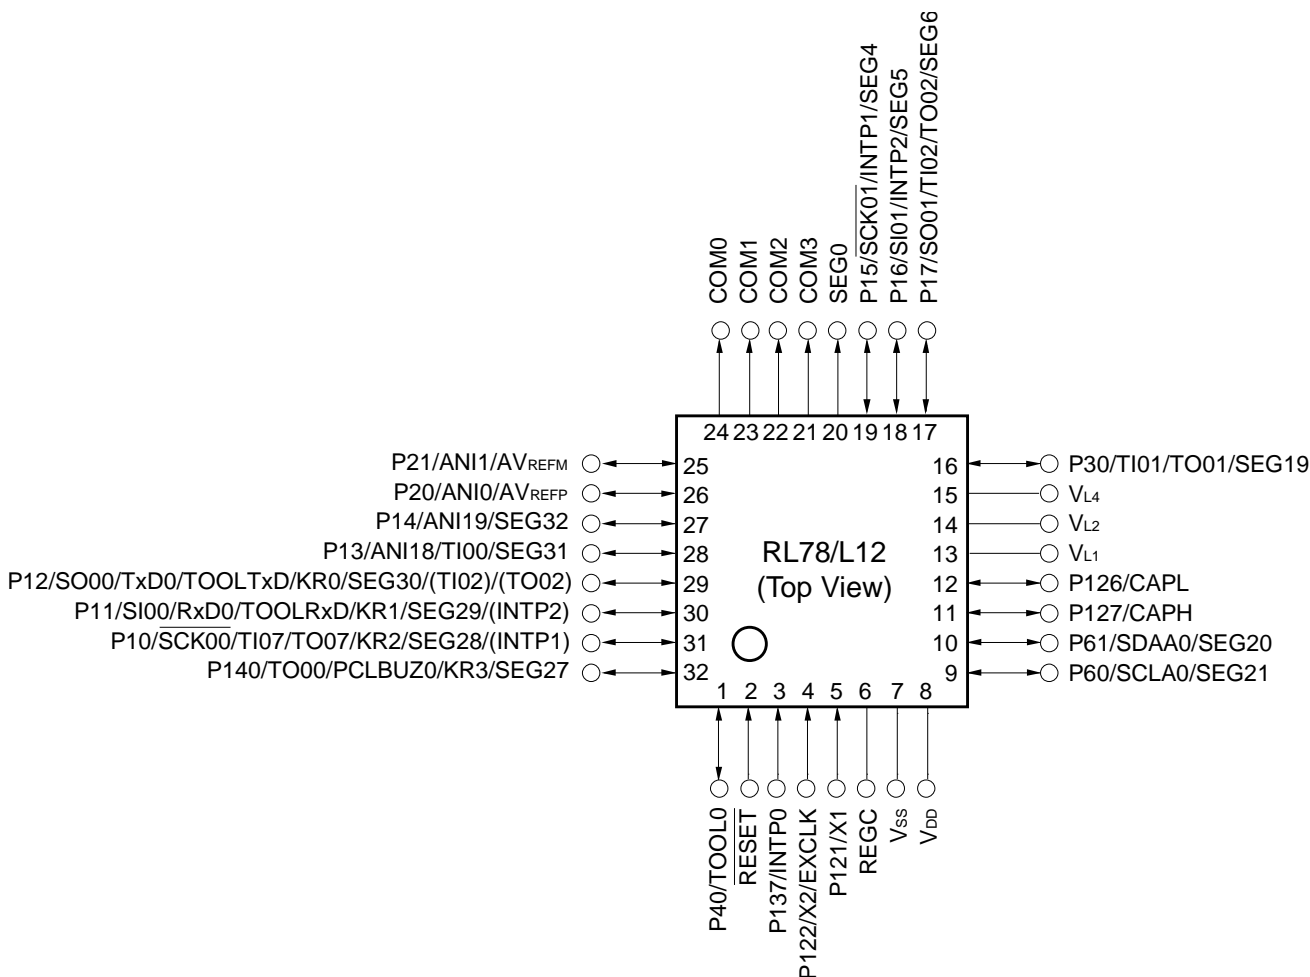 COM0
COM1
COM2
COM3
SEG0
P15/SCK01/INTP1/SEG4
P16/SI01/INTP2/SEG5
P17/SO01/TI02/TO02/SEG6
24 23 22 21 20 19 18 17
P21/ANI1/AVREFM 25
P20/ANI0/AVREFP 26
P14/ANI19/SEG32 27
P13/ANI18/TI00/SEG31 28
P12/SO00/TxD0/TOOLTxD/KR0/SEG30/(TI02)/(TO02) 29
P11/SI00/RxD0/TOOLRxD/KR1/SEG29/(INTP2) 30
P10/SCK00/TI07/TO07/KR2/SEG28/(INTP1) 31
P140/TO00/PCLBUZ0/KR3/SEG27 32
RL78/L12
(Top View)
16 P30/TI01/TO01/SEG19
15 VL4
14 VL2
13 VL1
12 P126/CAPL
11 P127/CAPH
10 P61/SDAA0/SEG20
9 P60/SCLA0/SEG21
1 2 3 4 5 6 7 8
P40/TOOL0
RESET
P137/INTP0
P122/X2/EXCLK
P121/X1
REGC
VSS
VDD